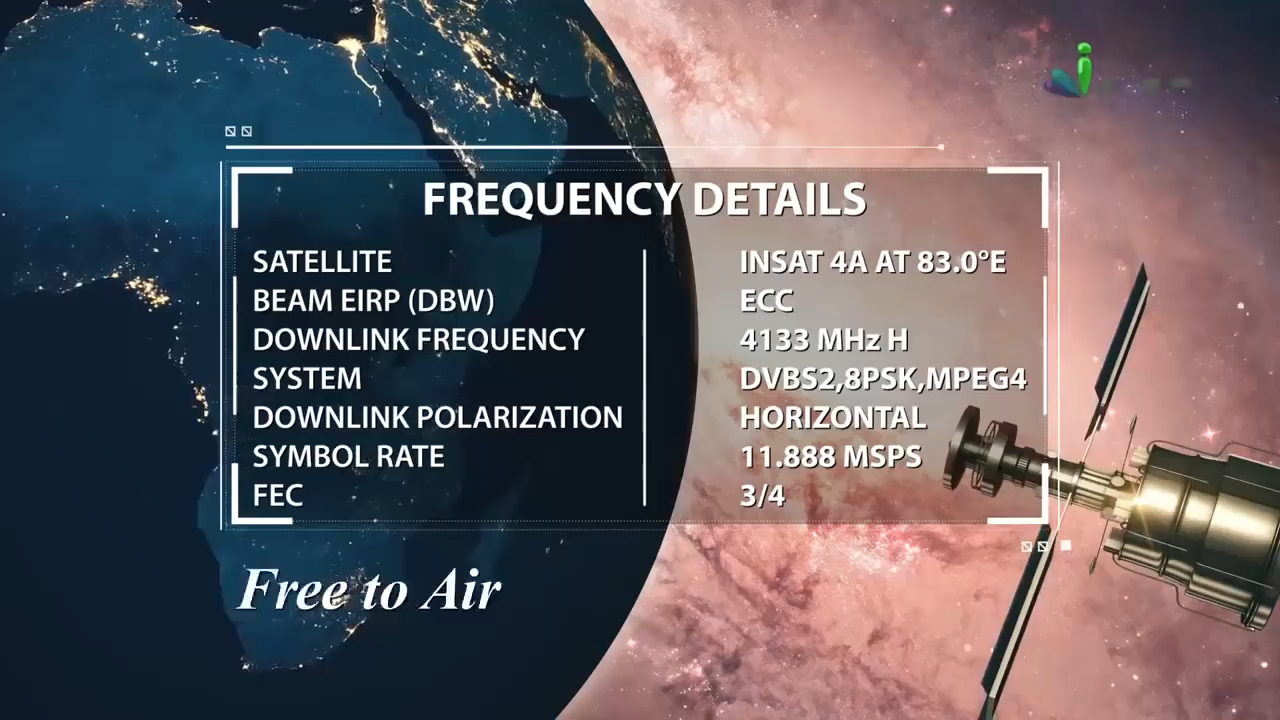 FREQUENCY DETAILS
SATELLITE INSAT 4A AT 83.0°E
BEAM EIRP (DBW) ECC
DOWNLINK FREQUENCY 4133 MHz H
SYSTEM DVBS2,8PSK,MPEG4
DOWNLINK POLARIZATION HORIZONTAL
SYMBOL RATE 11.888 MSPS
FEC 3/4
Free to Air